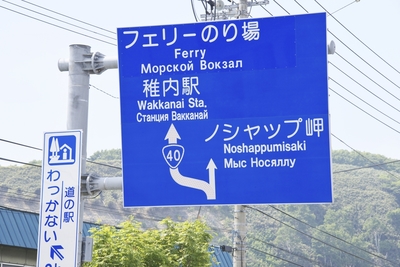 フェリーのり場
Ferry
Морской Вокзал
稚内駅
Wakkanai Sta.
Станция Вакканай
ノシャップ岬
Noshappumisaki
Мыс Носяллу
40
道の駅
わっかない